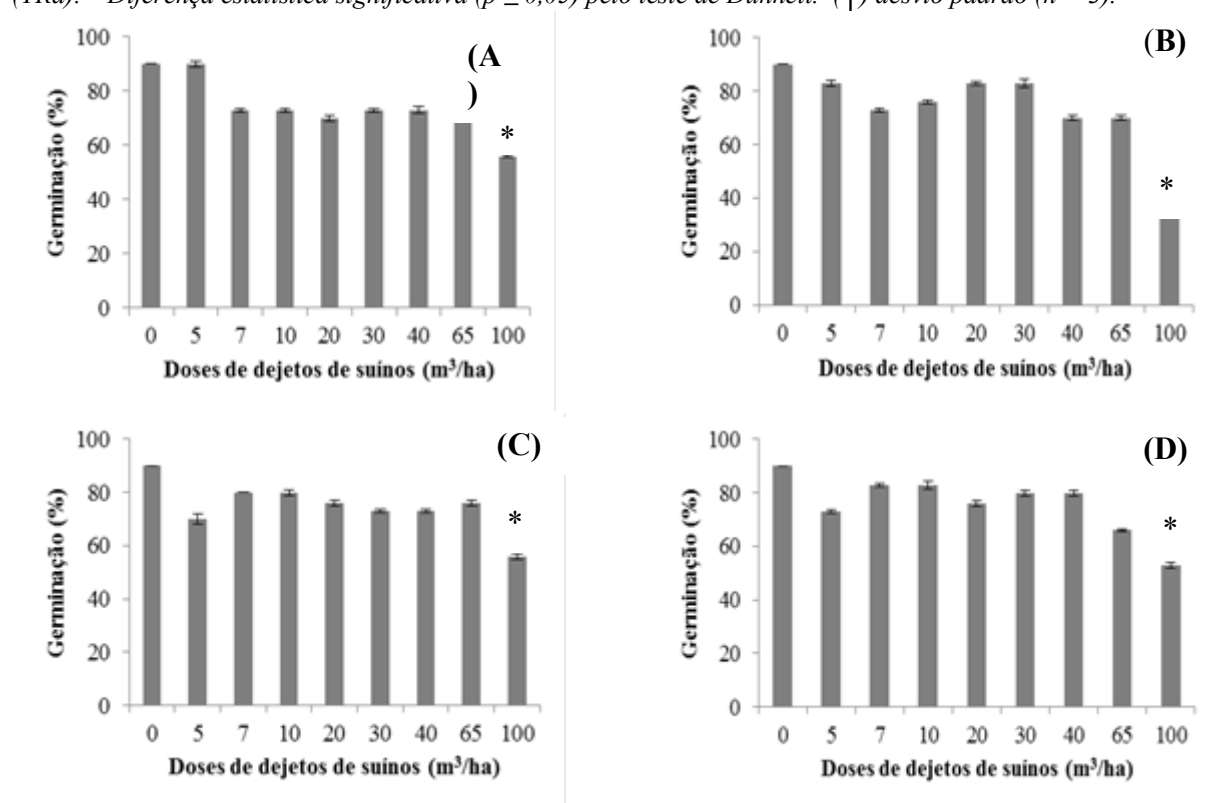 (TRa). * Diferença estatística significativa (p ≤ 0,05) pelo teste de Dunnett. (┬) desvio padrão (n = 3).
(A
)
Germinação (%)
100
80
60
40
20
0
*
0 5 7 10 20 30 40 65 100
Doses de dejetos de suínos (m³/ha)
(B)
Germinação (%)
100
80
60
40
20
0
*
0 5 7 10 20 30 40 65 100
Doses de dejetos de suínos (m³/ha)
(C)
Germinação (%)
100
80
60
40
20
0
*
0 5 7 10 20 30 40 65 100
Doses de dejetos de suínos (m³/ha)
(D)
Germinação (%)
100
80
60
40
20
0
*
0 5 7 10 20 30 40 65 100
Doses de dejetos de suínos (m³/ha)